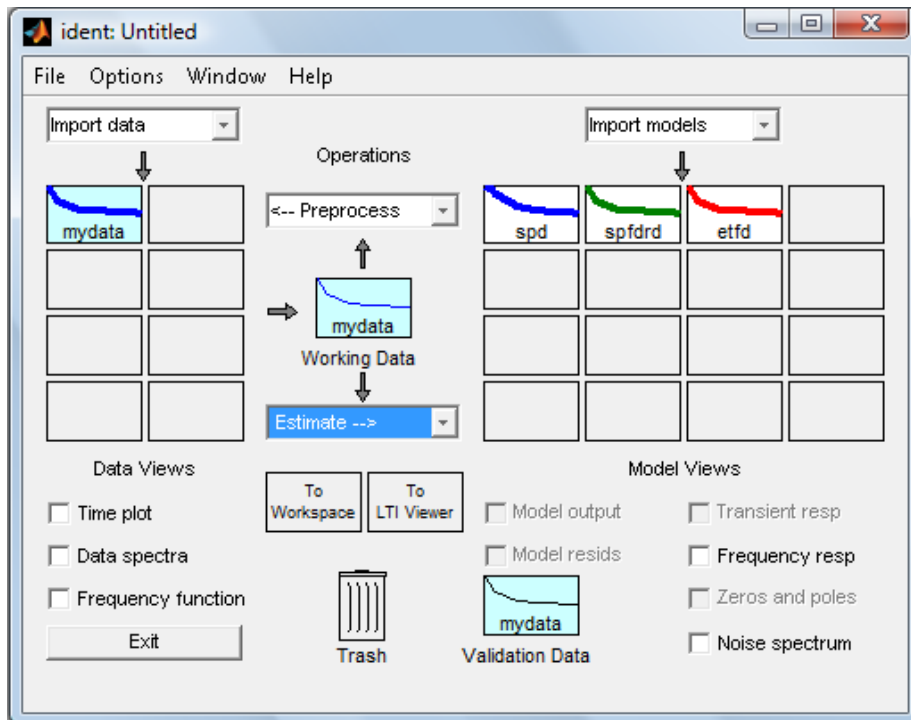 ident: Untitled
File Options Window Help
Import data
Import models
Operations
<-- Preprocess
mydata
spd
spfdrd
etfd
mydata
Working Data
Estimate -->
Data Views
Model Views
To Workspace
To LTI Viewer
Time plot
Model output
Transient resp
Data spectra
Model resids
Frequency resp
Frequency function
Zeros and poles
mydata
Exit
Trash
Validation Data
Noise spectrum